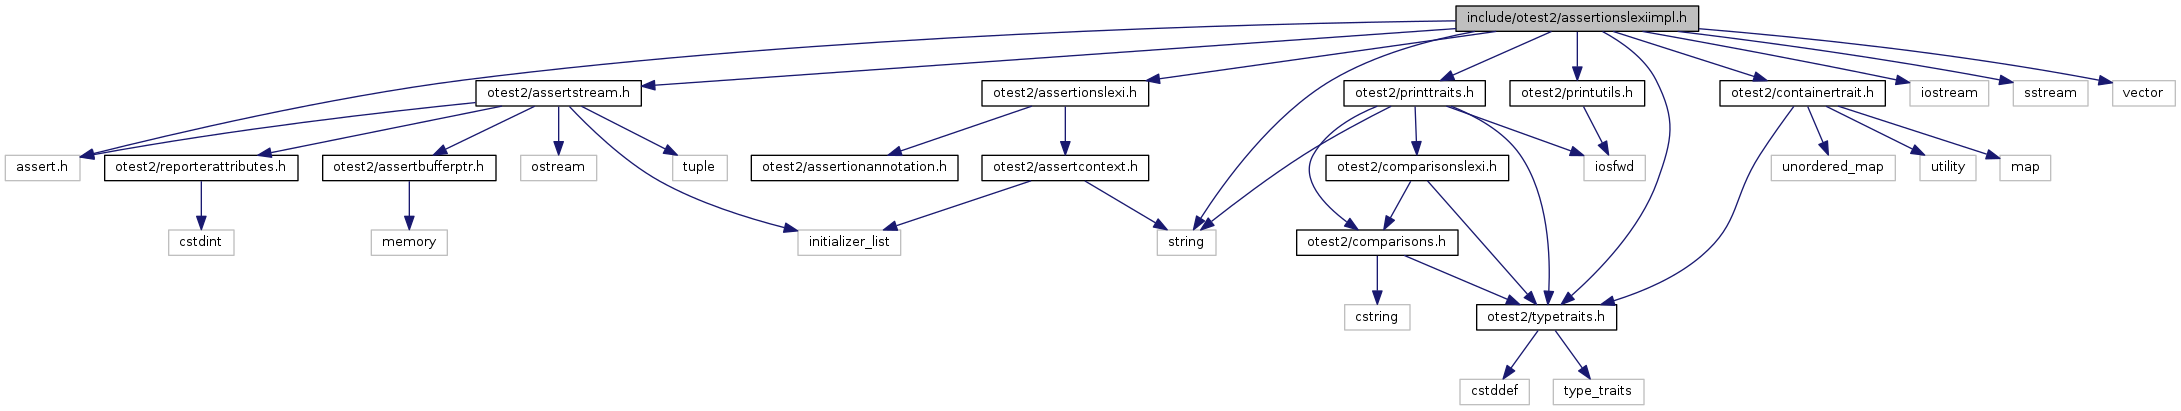 include/otest2/assertionslexiimpl.h
otest2/assertstream.h
otest2/assertionslexi.h
otest2/printtraits.h
otest2/printutils.h
otest2/containertrait.h
iostream
sstream
vector
assert.h
otest2/reporterattributes.h
otest2/assertbufferptr.h
ostream
tuple
otest2/assertionannotation.h
otest2/assertcontext.h
otest2/comparisonslexi.h
iosfwd
unordered_map
utility
map
cstdint
memory
initializer_list
string
otest2/comparisons.h
cstring
otest2/typetraits.h
cstddef
type_traits